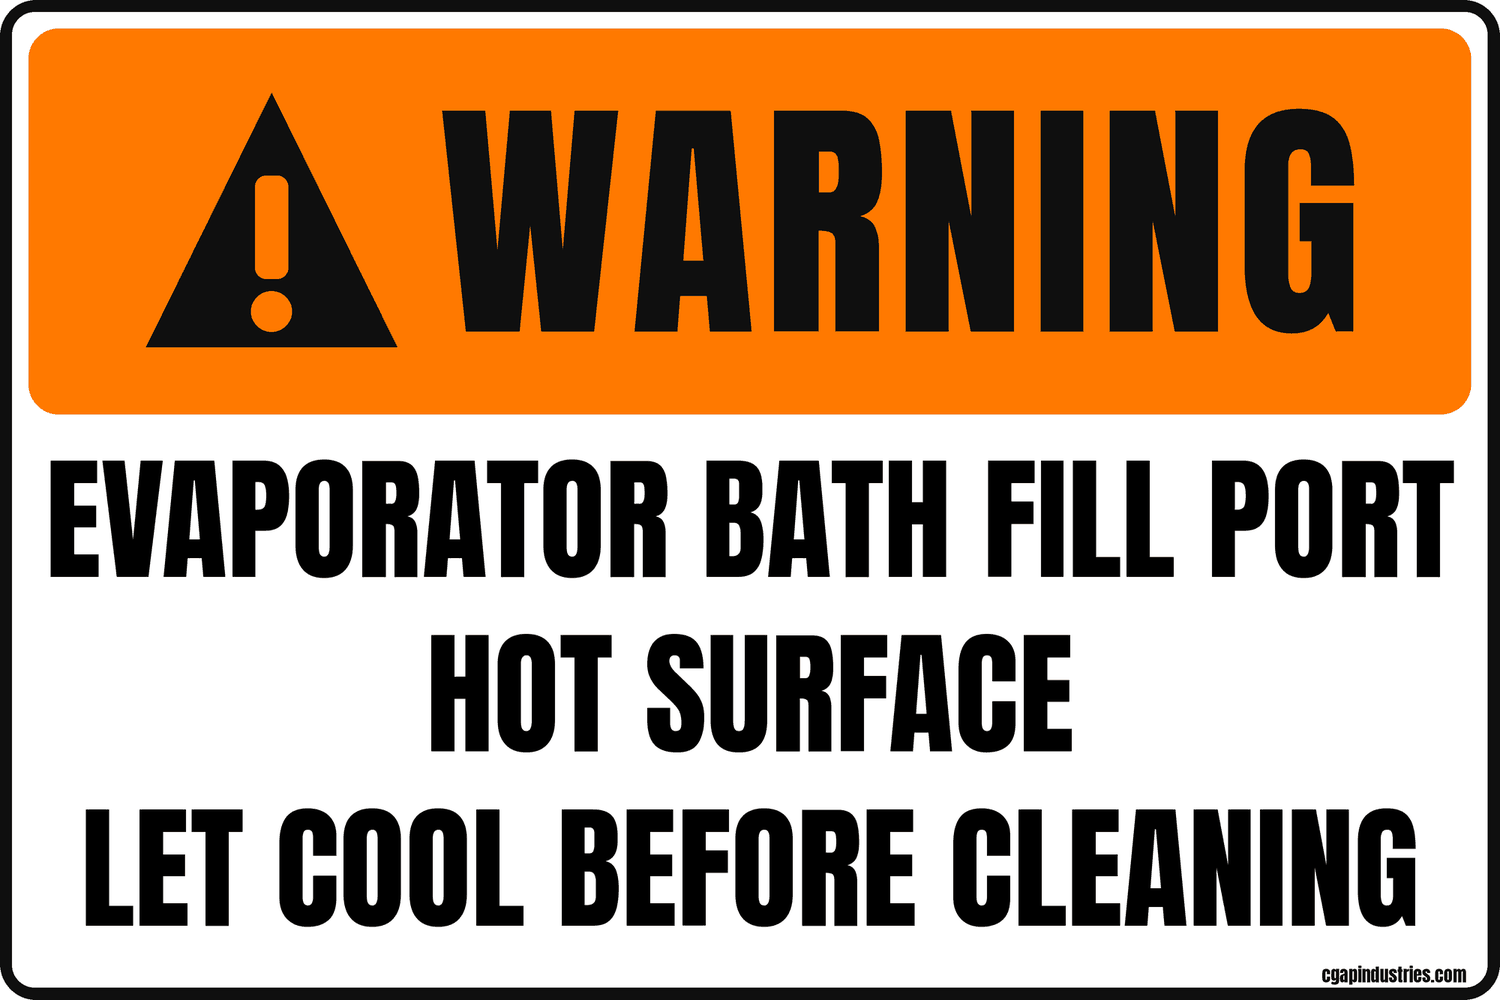 WARNING
EVAPORATOR BATH FILL PORT
HOT SURFACE
LET COOL BEFORE CLEANING
cgapindustries.com